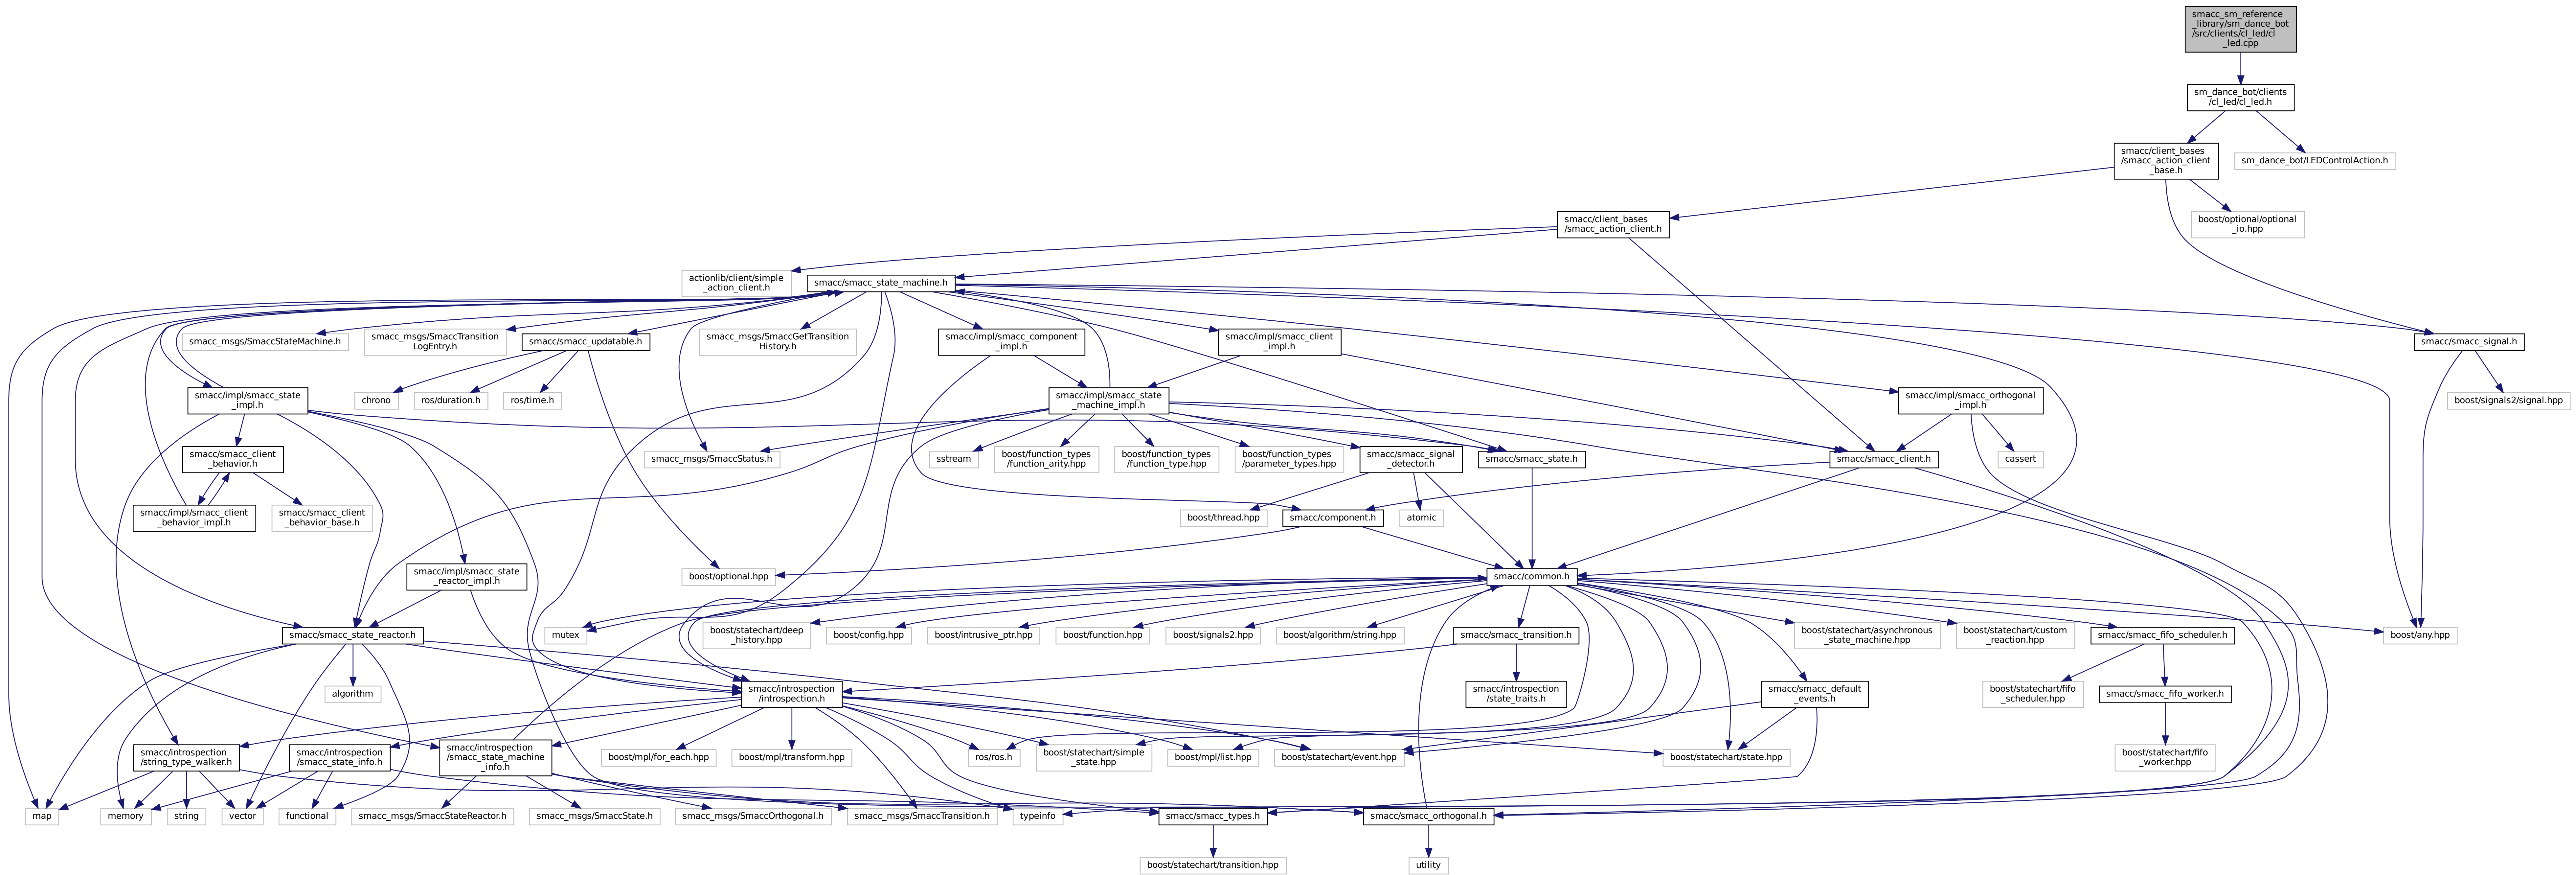 smacc_sm_reference
_library/sm_dance_bot
/src/clients/cl_led/cl
_led.cpp
sm_dance_bot/clients
/cl_led/cl_led.h
smacc/client_bases
/smacc_action_client
_base.h
sm_dance_bot/LEDControlAction.h
smacc/client_bases
/smacc_action_client.h
boost/optional/optional
_io.hpp
actionlib/client/simple
_action_client.h
smacc/smacc_state_machine.h
smacc_msgs/SmaccStateMachine.h
smacc_msgs/SmaccTransition
LogEntry.h
smacc/smacc_updatable.h
smacc_msgs/SmaccGetTransition
History.h
smacc/impl/smacc_component
_impl.h
smacc/impl/smacc_client
_impl.h
smacc/smacc_signal.h
smacc/impl/smacc_state
_impl.h
chrono
ros/duration.h
ros/time.h
smacc/impl/smacc_state
_machine_impl.h
smacc/impl/smacc_orthogonal
_impl.h
boost/signals2/signal.hpp
smacc/smacc_client
_behavior.h
smacc_msgs/SmaccStatus.h
sstream
boost/function_types
/function_arity.hpp
boost/function_types
/function_type.hpp
boost/function_types
/parameter_types.hpp
smacc/smacc_signal
_detector.h
smacc/smacc_state.h
smacc/smacc_client.h
cassert
smacc/impl/smacc_client
_behavior_impl.h
smacc/smacc_client
_behavior_base.h
boost/thread.hpp
smacc/component.h
atomic
smacc/impl/smacc_state
_reactor_impl.h
boost/optional.hpp
smacc/common.h
smacc/smacc_state_reactor.h
mutex
boost/statechart/deep
_history.hpp
boost/config.hpp
boost/intrusive_ptr.hpp
boost/function.hpp
boost/signals2.hpp
boost/algorithm/string.hpp
smacc/smacc_transition.h
boost/statechart/asynchronous
_state_machine.hpp
boost/statechart/custom
_reaction.hpp
smacc/smacc_fifo_scheduler.h
boost/any.hpp
algorithm
smacc/introspection
/introspection.h
smacc/introspection
/state_traits.h
smacc/smacc_default
_events.h
boost/statechart/fifo
_scheduler.hpp
smacc/smacc_fifo_worker.h
smacc/introspection
/string_type_walker.h
smacc/introspection
/smacc_state_info.h
smacc/introspection
/smacc_state_machine
_info.h
boost/mpl/for_each.hpp
boost/mpl/transform.hpp
ros/ros.h
boost/statechart/simple
_state.hpp
boost/mpl/list.hpp
boost/statechart/event.hpp
boost/statechart/state.hpp
boost/statechart/fifo
_worker.hpp
map
memory
string
vector
functional
smacc_msgs/SmaccStateReactor.h
smacc_msgs/SmaccState.h
smacc_msgs/SmaccOrthogonal.h
smacc_msgs/SmaccTransition.h
typeinfo
smacc/smacc_types.h
smacc/smacc_orthogonal.h
boost/statechart/transition.hpp
utility